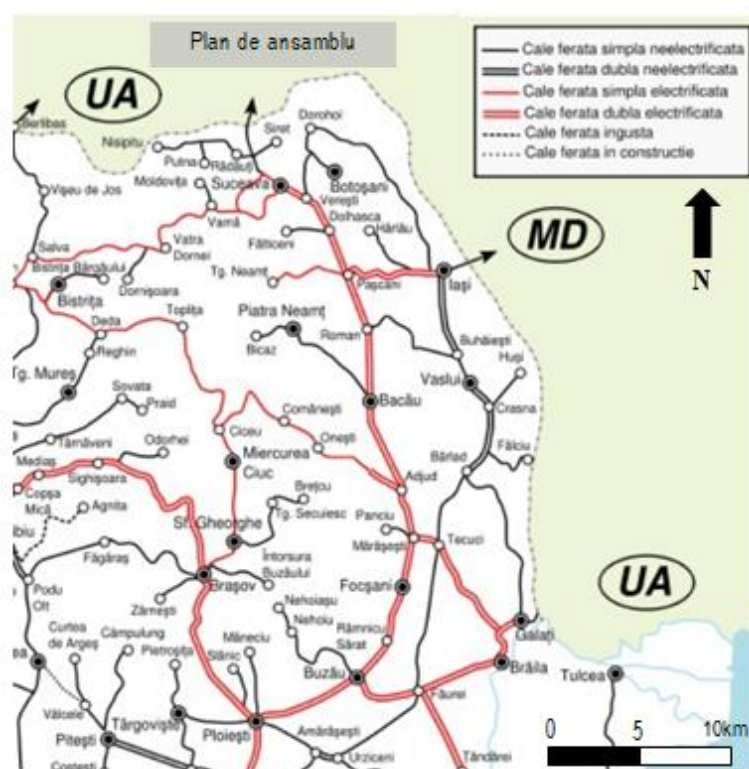 Plan de ansamblu
Cale ferata simpla neelectrificata
Cale ferata dubla neelectrificata
Cale ferata simpla electrificata
Cale ferata dubla electrificata
Cale ferata ingusta
Cale ferata in constructie
UA
Dorohoi
Siret
Nisipitu
Putna
Rădăuți
Moldovița
Suceava
Botoșani
Vișeu de Jos
Verești
Vama
Dolhasca
Hârlău
MD
N
Salva
Vatra
Dornei
Fălticeni
Bistrița Bârgăului
Tg. Neamț
Pașcani
Iași
Bistrița
Dornișoara
Toplița
Piatra Neamț
Deda
Roman
Buhăiești
Reghin
Bicaz
Huși
Tg. Mureș
Vaslui
Sovata
Bacău
Praid
Comănești
Crasna
Ciceu
Târnăveni
Odorhei
Onești
Fălciu
Mediaș
Miercurea
Ciuc
Bârlad
Sighișoara
Adjud
Copșa
Mică
Agnita
Brețcu
Sf. Gheorghe
Tg. Secuiesc
Panciu
Mărășești
Tecuci
Făgăraș
Întorsura
Buzăului
UA
Podu
Olt
Brașov
Focșani
Zărnești
Nehoiașu
Curtea
de Argeș
Câmpulung
Nehoiu
Râmnicu
Sărat
Galați
Pietroșița
Măneciu
Slănic
Buzău
Brăila
Tulcea
Făurei
Vâlcele
Târgoviște
Ploiești
Pitești
Amărăști
Urziceni
Țăndărei
Costești
0 5 10km